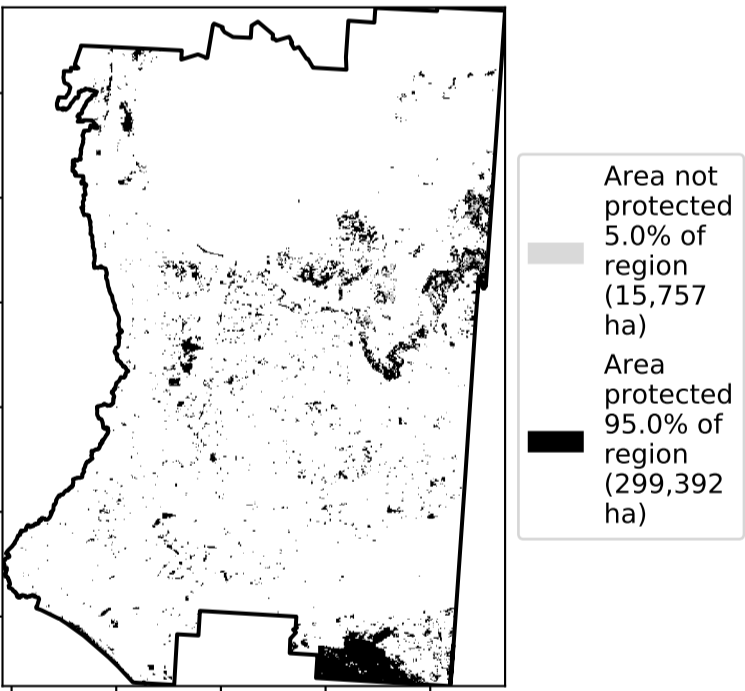 Area not
protected
5.0% of
region
(15,757
ha)
Area
protected
95.0% of
region
(299,392
ha)